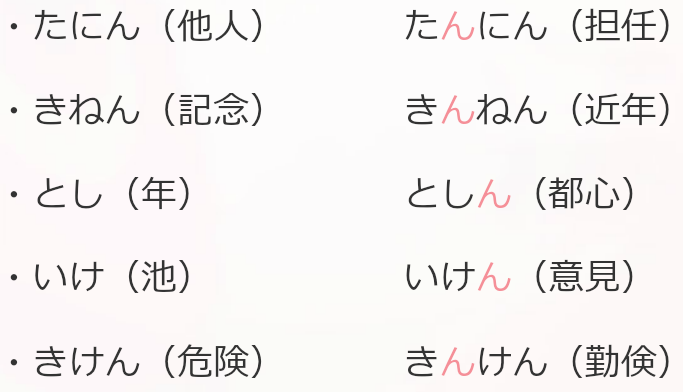 ・たにん（他人） たんにん（担任）
・きねん（記念） きんねん（近年）
・とし（年） としん（都心）
・いけ（池） いけん（意見）
・きけん（危険） きんけん（勤倹）